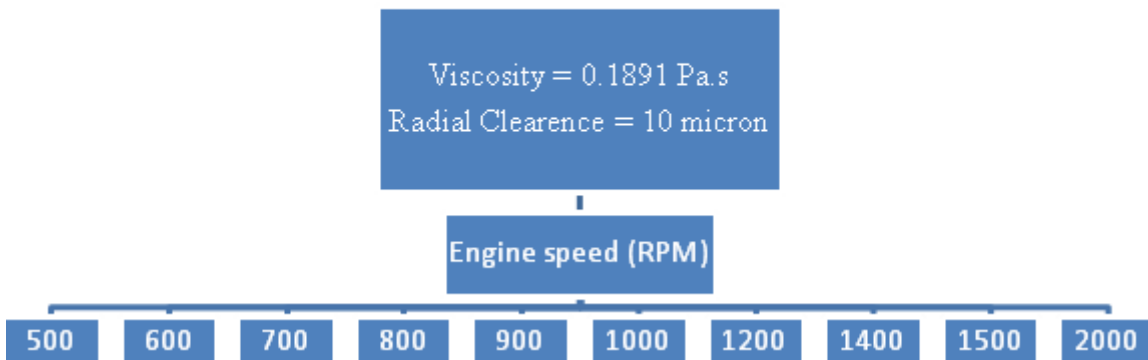 Viscosity = 0.1891 Pa.s
Radial Clearence = 10 micron
Engine speed (RPM)
500 600 700 800 900 1000 1200 1400 1500 2000